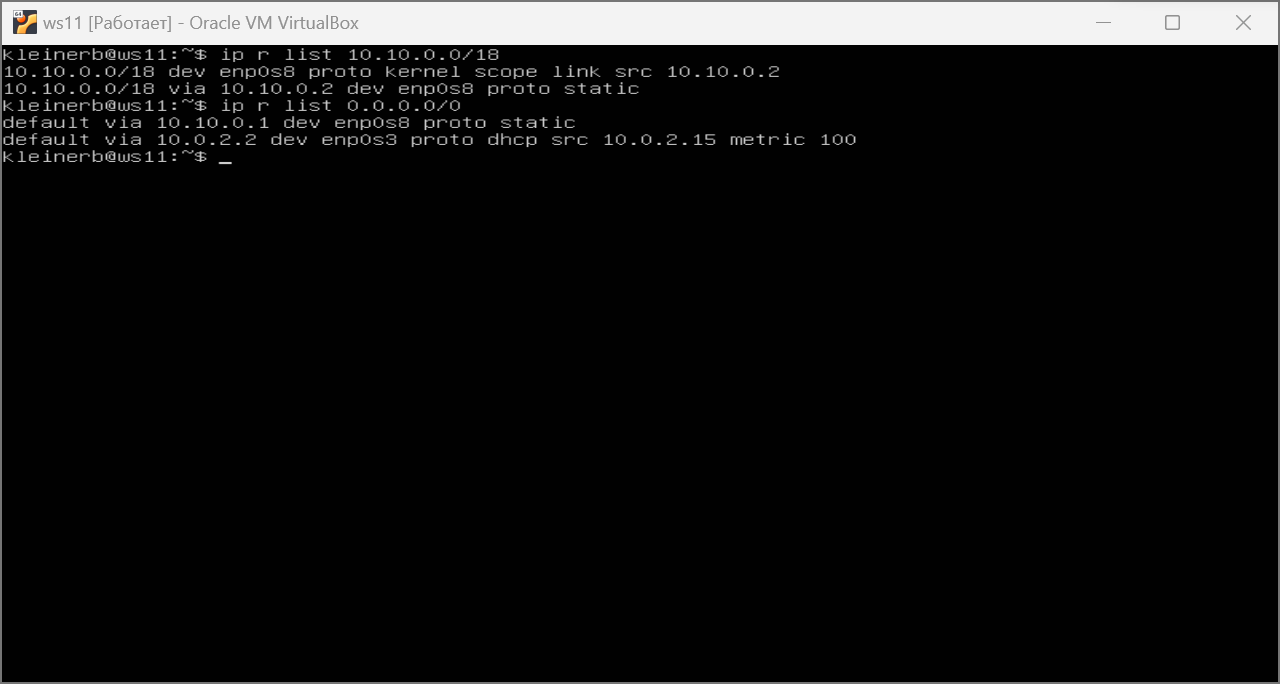 ws11 [Работает] - Oracle VM VirtualBox
kleinerb@ws11:~$ ip r list 10.10.0.0/18
10.10.0.0/18 dev enp0s8 proto kernel scope link src 10.10.0.2
10.10.0.0/18 via 10.10.0.2 dev enp0s8 proto static
kleinerb@ws11:~$ ip r list 0.0.0.0/0
default via 10.10.0.1 dev enp0s8 proto static
default via 10.0.2.2 dev enp0s3 proto dhcp src 10.0.2.15 metric 100
kleinerb@ws11:~$ _